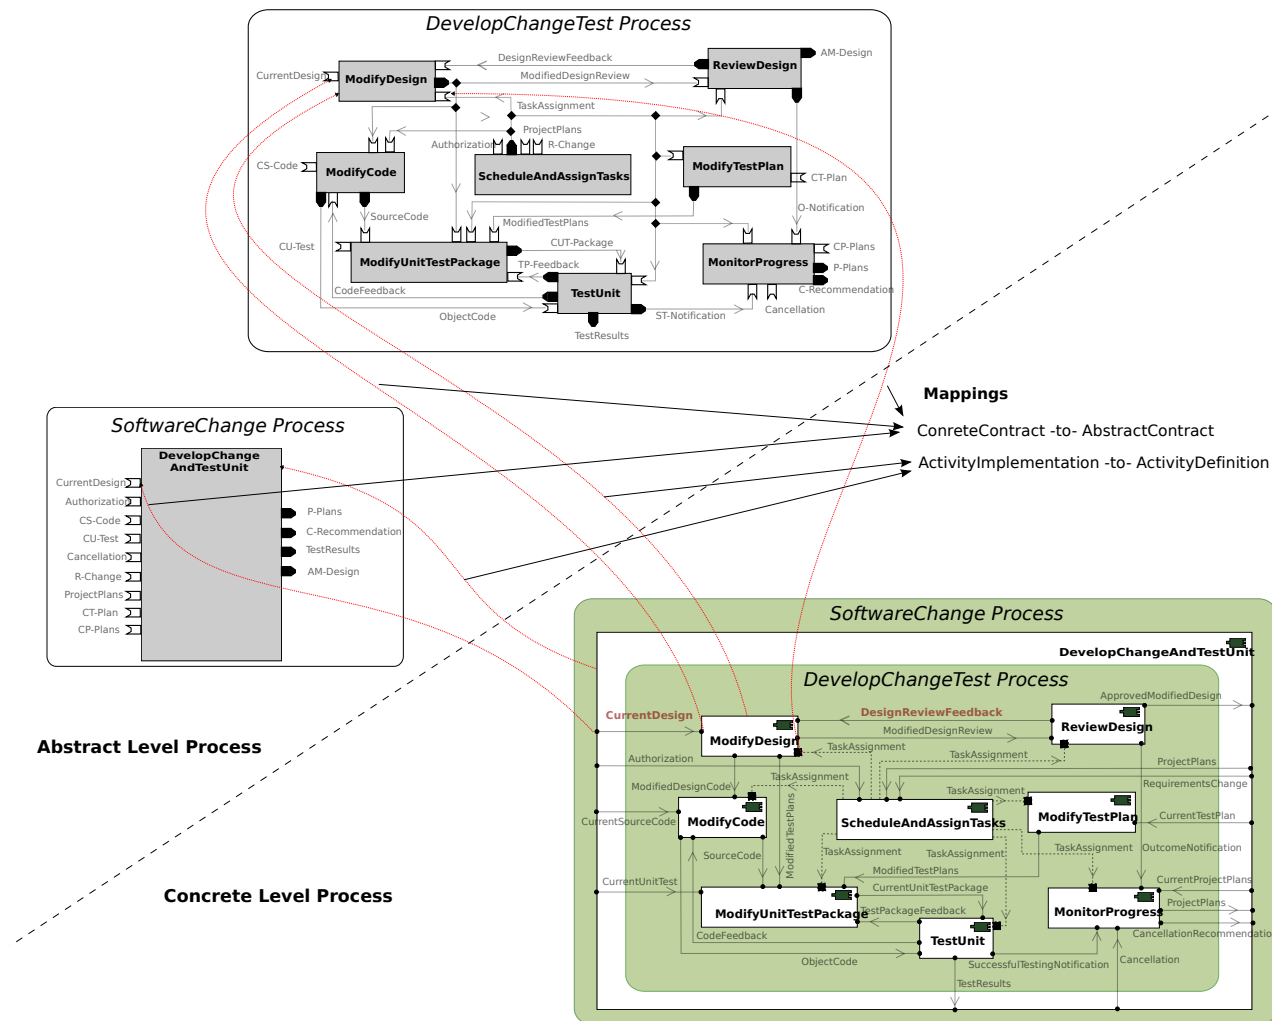 DevelopChangeTest Process
DesignReviewFeedback
AM-Design
CurrentDesign
ModifyDesign
ReviewDesign
ModifiedDesignReview
TaskAssignment
ProjectPlans
Authorization
R-Change
CS-Code
ModifyCode
ScheduleAndAssignTasks
ModifyTestPlan
CT-Plan
SourceCode
ModifiedTestPlans
O-Notification
CU-Test
ModifyUnitTestPackage
CUT-Package
TP-Feedback
MonitorProgress
CP-Plans
P-Plans
C-Recommendation
CodeFeedback
TestUnit
ObjectCode
ST-Notification
Cancellation
TestResults
Mappings
ConreteContract -to- AbstractContract
ActivityImplementation -to- ActivityDefinition
SoftwareChange Process
DevelopChange
AndTestUnit
CurrentDesign
Authorization
CS-Code
CU-Test
Cancellation
R-Change
ProjectPlans
CT-Plan
CP-Plans
P-Plans
C-Recommendation
TestResults
AM-Design
Abstract Level Process
Concrete Level Process
SoftwareChange Process
DevelopChangeAndTestUnit
DevelopChangeTest Process
ApprovedModifiedDesign
CurrentDesign
DesignReviewFeedback
ModifyDesign
ReviewDesign
ModifiedDesignReview
TaskAssignment
TaskAssignment
Authorization
ProjectPlans
ModifiedDesignCode
TaskAssignment
RequirementsChange
TaskAssignment
CurrentSourceCode
ModifyCode
ScheduleAndAssignTasks
ModifyTestPlan
CurrentTestPlan
ModifiedTestPlans
SourceCode
TaskAssignment
TaskAssignment
TaskAssignment
OutcomeNotification
ModifiedTestPlans
CurrentUnitTest
CurrentUnitTestPackage
CurrentProjectPlans
ModifyUnitTestPackage
TestPackageFeedback
MonitorProgress
ProjectPlans
CodeFeedback
TestUnit
CancellationRecommendatio
ObjectCode
SuccessfulTestingNotification
Cancellation
TestResults